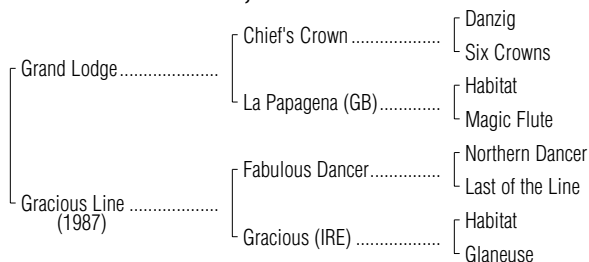 Danzig
Chief's Crown ...................
Six Crowns
Grand Lodge .....................
Habitat
La Papagena (GB).............
Magic Flute
Northern Dancer
Fabulous Dancer...............
Last of the Line
Gracious Line ...................
(1987)
Habitat
Gracious (IRE) ..................
Glaneuse